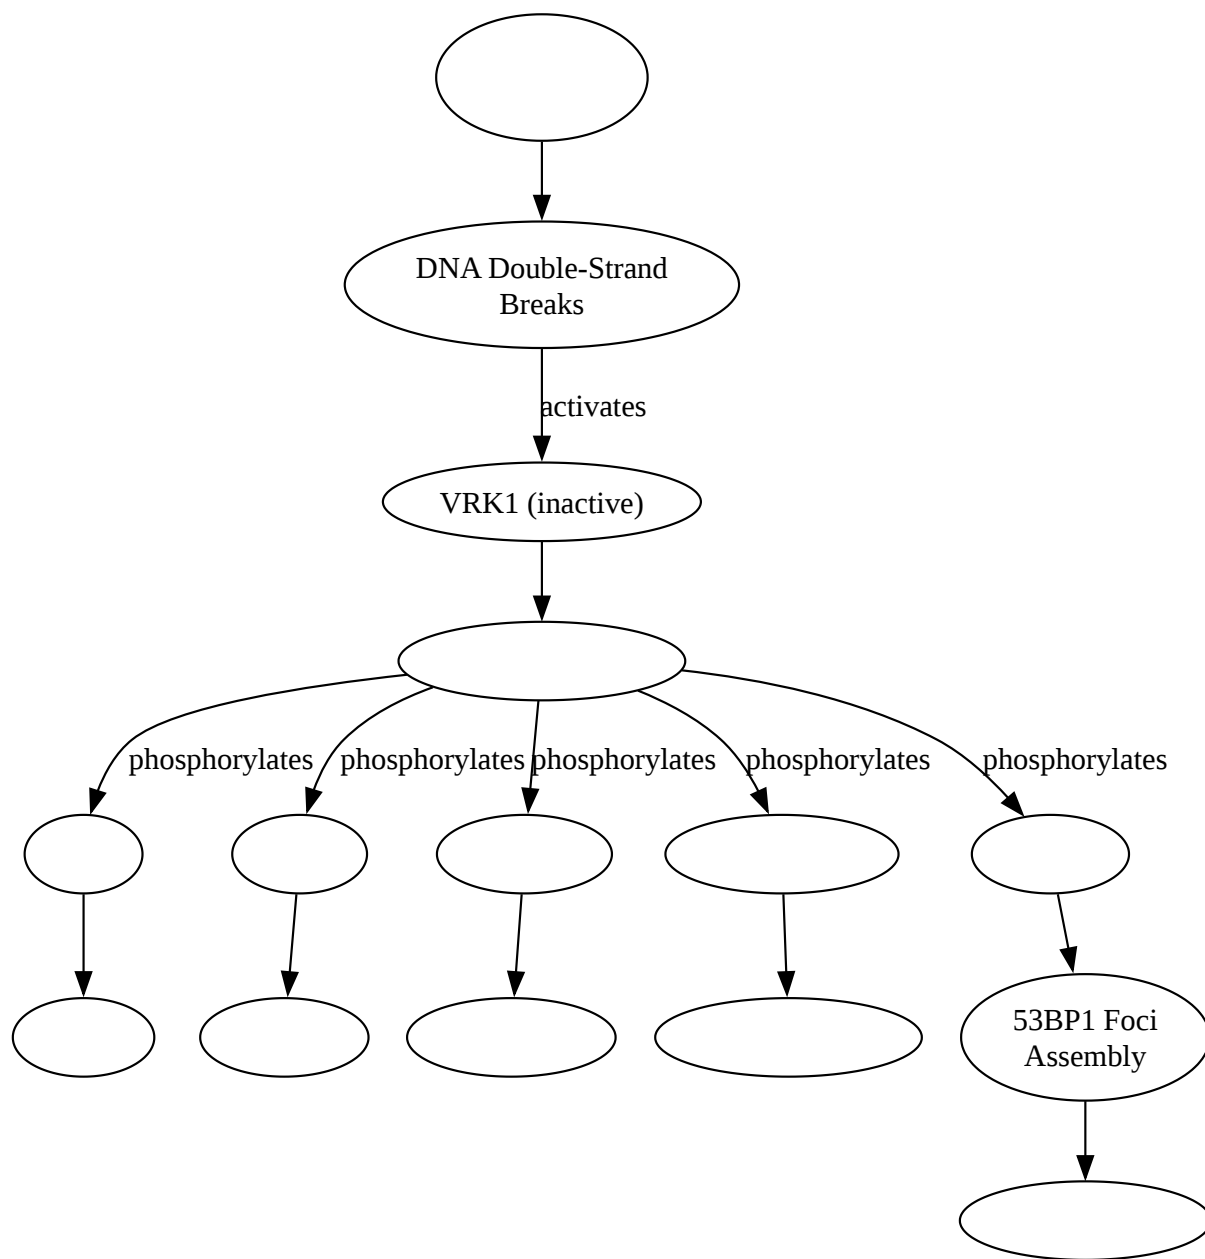 DNA Double-Strand
Breaks
activates
VRK1 (inactive)
phosphorylates
phosphorylates
phosphorylates
phosphorylates
phosphorylates
53BP1 Foci
Assembly